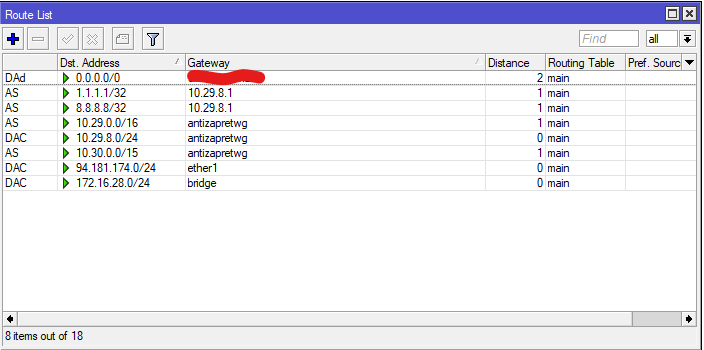 Route List
Find all
Dst. Address Gateway Distance Routing Table Pref. Sourc
DAd 0.0.0.0/0 2 main
AS 1.1.1.1/32 10.29.8.1 1 main
AS 8.8.8.8/32 10.29.8.1 1 main
AS 10.29.0.0/16 antizapretwg 1 main
DAC 10.29.8.0/24 antizapretwg 0 main
AS 10.30.0.0/15 antizapretwg 1 main
DAC 94.181.174.0/24 ether1 0 main
DAC 172.16.28.0/24 bridge 0 main
8 items out of 18